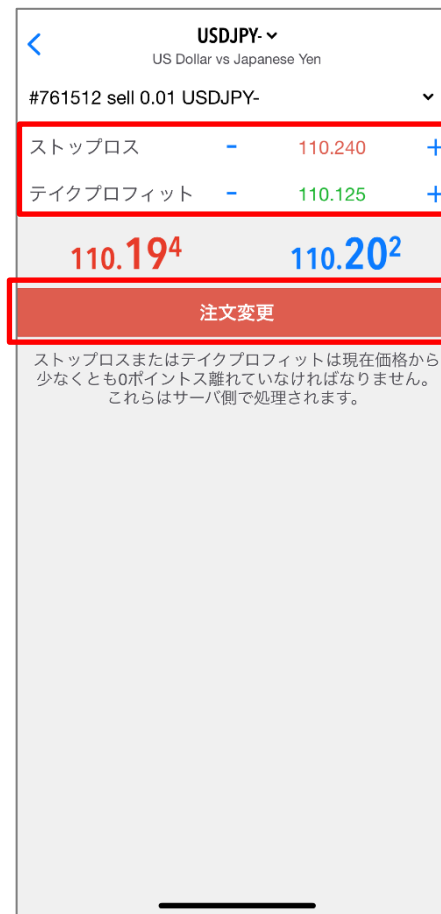 USDJPY-
US Dollar vs Japanese Yen
#761512 sell 0.01 USDJPY-
ストップロス - 110.240 +
テイクプロフィット - 110.125 +
110.194 110.202
注文変更
ストップロスまたはテイクプロフィットは現在価格から
少なくとも0ポイントス離れていなければなりません。
これらはサーバ側で処理されます。